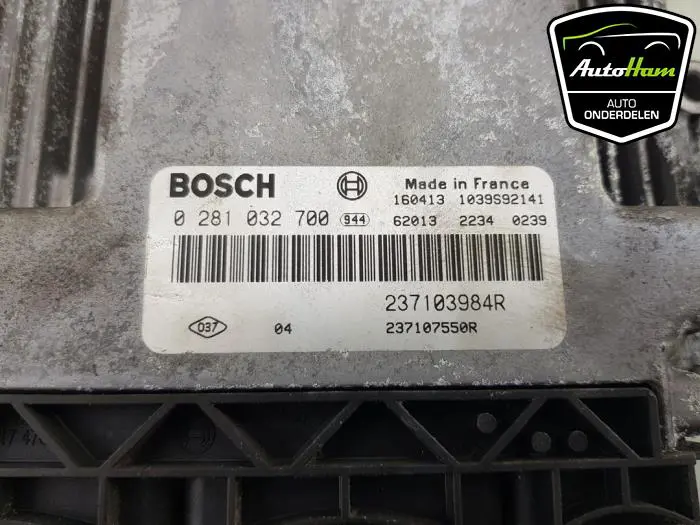 AutoHam
AUTO
ONDERDELEN
BOSCH
Made in France
160413 1039S92141
0 281 032 700 944 62013 2234 0239
237103984R
037 04 237107550R